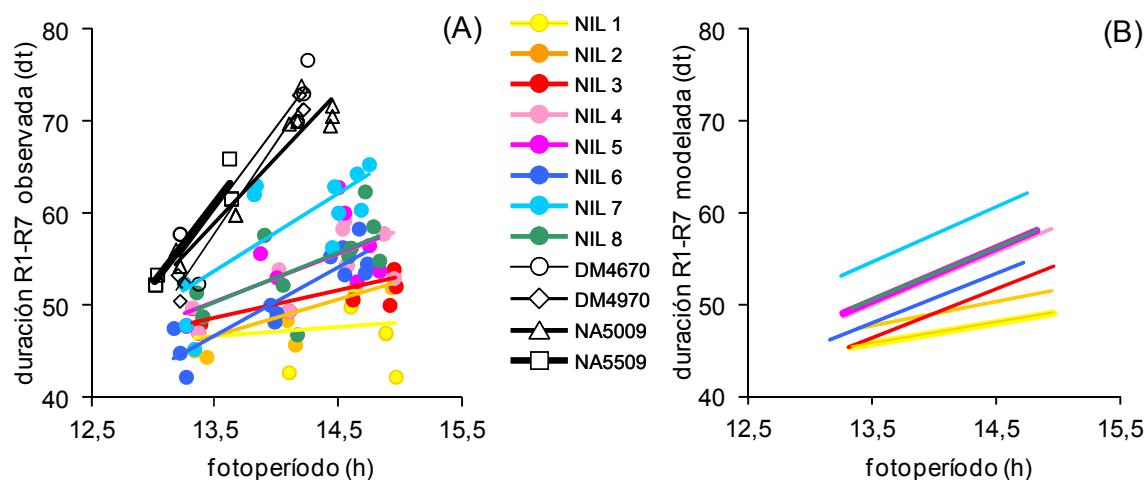 (A)
duración R1-R7 observada (dt)
80
70
60
50
40
12,5
13,5
14,5
15,5
fotoperíodo (h)
NIL 1
NIL 2
NIL 3
NIL 4
NIL 5
NIL 6
NIL 7
NIL 8
DM4670
DM4970
NA5009
NA5509
(B)
duración R1-R7 modelada (dt)
80
70
60
50
40
12,5
13,5
14,5
15,5
fotoperíodo (h)